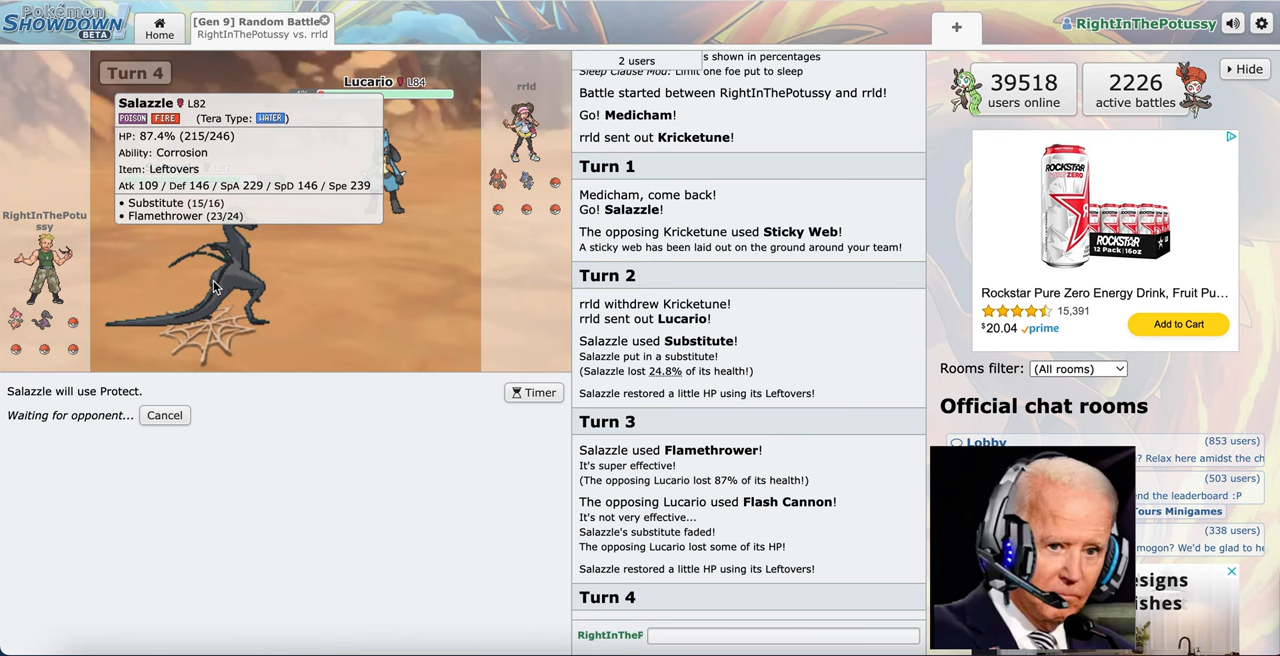 Pokémon
SHOWDOWN!
BETA
Home
[Gen 9] Random Battle
RightInThePotussy vs. rrld
+
RightInThePotussy
Turn 4
Lucario L84
Salazzle L82
POISON FIRE (Tera Type: WATER)
HP: 87.4% (215/246)
Ability: Corrosion
Item: Leftovers
Atk 109 / Def 146 / SpA 229 / SpD 146 / Spe 239
• Substitute (15/16)
• Flamethrower (23/24)
rrld
RightInThePotu
ssy
Salazzle will use Protect.
Timer
Waiting for opponent...
Cancel
2 users
s shown in percentages
Sleep Clause Mod: Limit one foe put to sleep
Battle started between RightInThePotussy and rrld!
Go! Medicham!
rrld sent out Kricketune!
Turn 1
Medicham, come back!
Go! Salazzle!
The opposing Kricketune used Sticky Web!
A sticky web has been laid out on the ground around your team!
Turn 2
rrld withdrew Kricketune!
rrld sent out Lucario!
Salazzle used Substitute!
Salazzle put in a substitute!
(Salazzle lost 24.8% of its health!)
Salazzle restored a little HP using its Leftovers!
Turn 3
Salazzle used Flamethrower!
It's super effective!
(The opposing Lucario lost 87% of its health!)
The opposing Lucario used Flash Cannon!
It's not very effective...
Salazzle's substitute faded!
The opposing Lucario lost some of its HP!
Salazzle restored a little HP using its Leftovers!
Turn 4
RightInTheP
39518
users online
2226
active battles
Hide
ROCKSTAR
PURE ZERO
ROCKSTAR
12 Pack|16oz
Rockstar Pure Zero Energy Drink, Fruit Pu...
15,391
$20.04 prime
Add to Cart
Rooms filter: (All rooms)
Official chat rooms
Lobby
(853 users)
? Relax here amidst the ch
(503 users)
end the leaderboard :P
Tours Minigames
(338 users)
mogon? We'd be glad to he
esigns
ishes